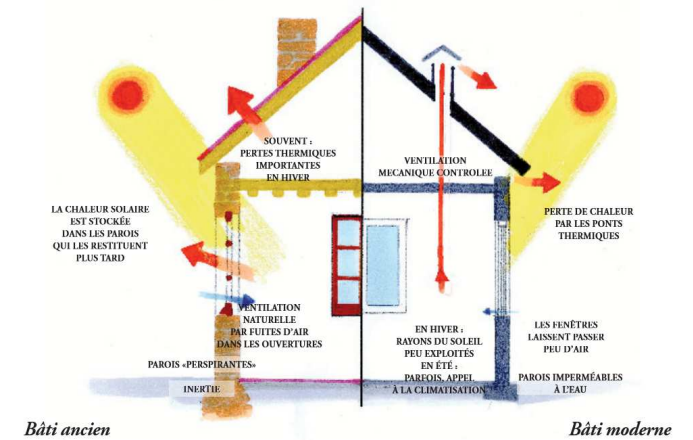 SOUVENT :
PERTES THERMIQUES
IMPORTANTES
EN HIVER
LA CHALEUR SOLAIRE
EST STOCKÉE
DANS LES PAROIS
QUI LES RESTITUENT
PLUS TARD
VENTILATION
NATURELLE
PAR FUITES D'AIR
DANS LES OUVERTURES
PAROIS «PERSPIRANTES»
INERTIE
Bâti ancien
VENTILATION
MECANIQUE CONTROLEE
PERTE DE CHALEUR
PAR LES PONTS
THERMIQUES
EN HIVER :
RAYONS DU SOLEIL
PEU EXPLOITÉS
EN ÉTÉ :
PARFOIS, APPEL
À LA CLIMATISATION
LES FENÊTRES
LAISSENT PASSER
PEU D'AIR
PAROIS IMPERMÉABLES
À L'EAU
Bâti moderne